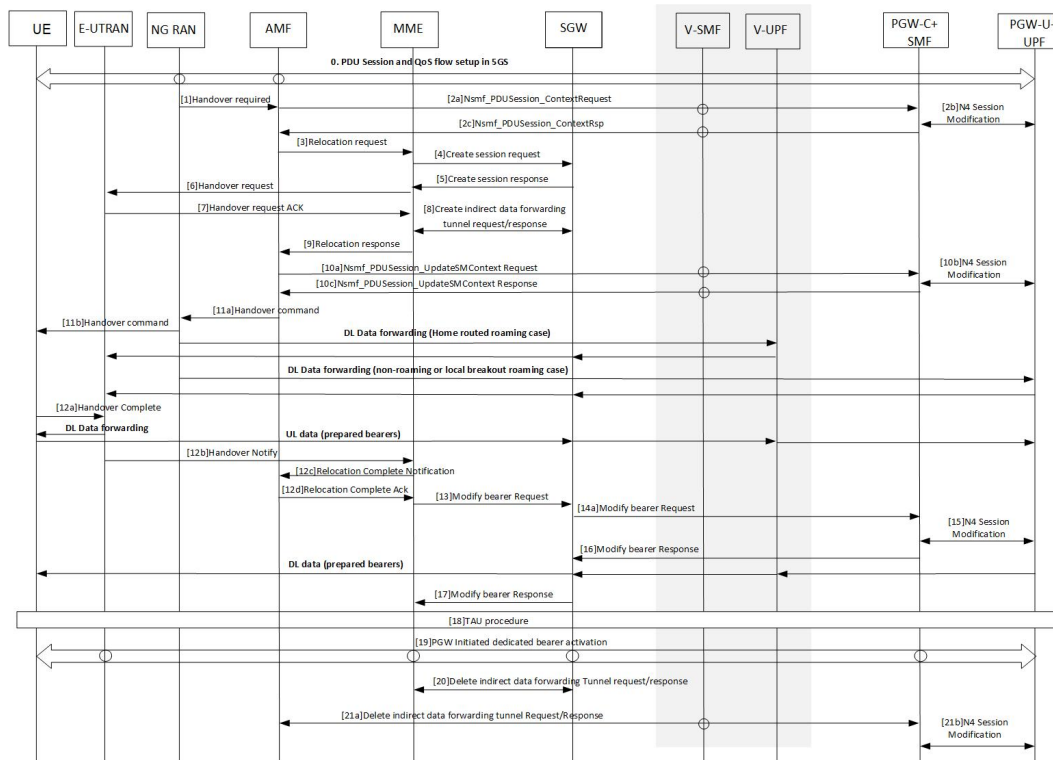 UE
E-UTRAN
NG RAN
AMF
MME
SGW
V-SMF
V-UPF
PGW-C+
SMF
PGW-U+
UPF
0. PDU Session and QoS flow setup in 5GS
[1]Handover required
[2a]Nsmf_PDUSession_ContextRequest
[2b]N4 Session
Modification
[2c]Nsmf_PDUSession_ContextRsp
[3]Relocation request
[4]Create session request
[5]Create session response
[6]Handover request
[7]Handover request ACK
[8]Create indirect data forwarding
tunnel request/response
[9]Relocation response
[10a]Nsmf_PDUSession_UpdateSMContext Request
[10b]N4 Session
Modification
[10c]Nsmf_PDUSession_UpdateSMContext Response
[11a]Handover command
[11b]Handover command
DL Data forwarding (Home routed roaming case)
DL Data forwarding (non-roaming or local breakout roaming case)
[12a]Handover Complete
DL Data forwarding
UL data (prepared bearers)
[12b]Handover Notify
[12c]Relocation Complete Notification
[12d]Relocation Complete Ack
[13]Modify bearer Request
[14a]Modify bearer Request
[15]N4 Session
Modification
[16]Modify bearer Response
DL data (prepared bearers)
[17]Modify bearer Response
[18]TAU procedure
[19]PGW Initiated dedicated bearer activation
[20]Delete indirect data forwarding Tunnel request/response
[21a]Delete indirect data forwarding tunnel Request/Response
[21b]N4 Session
Modification